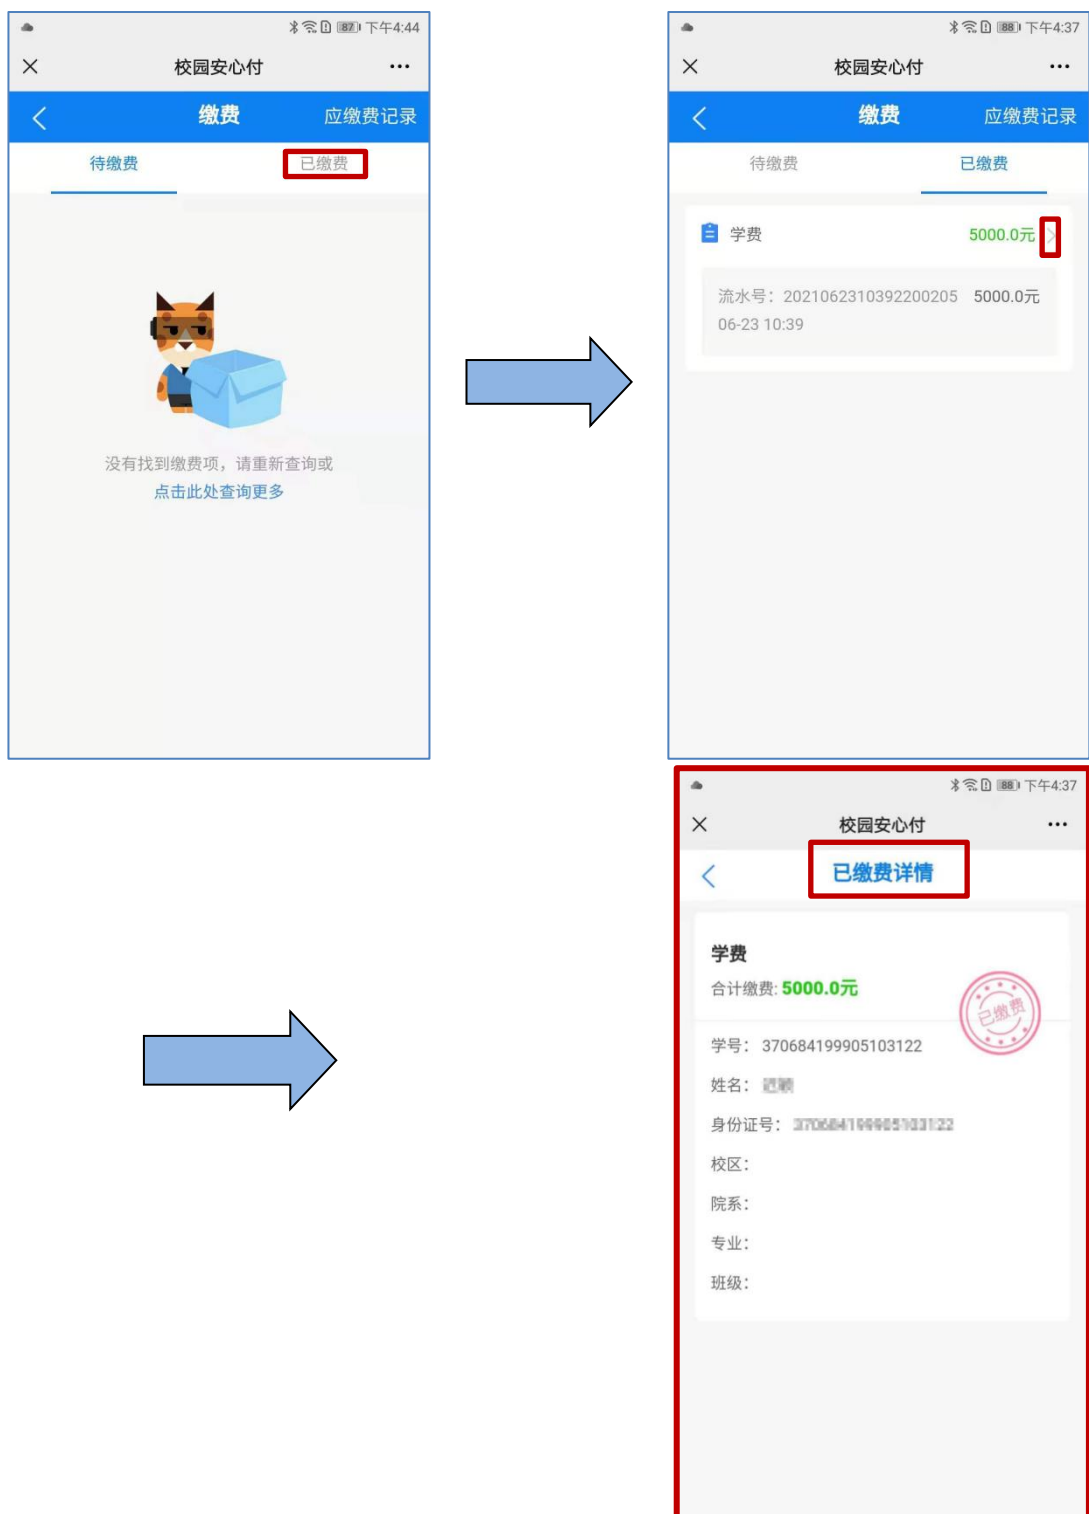 87 下午4:44
校园安心付
缴费 应缴费记录
待缴费 已缴费
没有找到缴费项，请重新查询或
点击此处查询更多
88 下午4:37
校园安心付
缴费 应缴费记录
待缴费 已缴费
学费 5000.0元
流水号：2021062310392200205 5000.0元
06-23 10:39
88 下午4:37
校园安心付
已缴费详情
学费
合计缴费: 5000.0元
已缴费
学号： 370684199905103122
姓名：
身份证号：
校区：
院系：
专业：
班级：